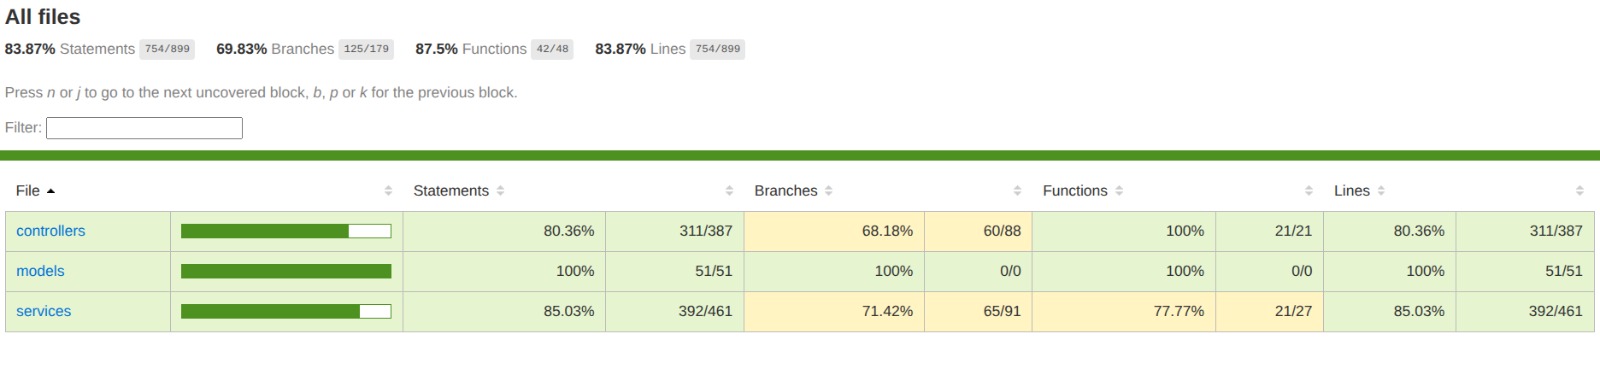 All files
83.87% Statements 754/899 69.83% Branches 125/179 87.5% Functions 42/48 83.87% Lines 754/899
Press n or j to go to the next uncovered block, b, p or k for the previous block.
Filter:
File Statements Branches Functions Lines
controllers 80.36% 311/387 68.18% 60/88 100% 21/21 80.36% 311/387
models 100% 51/51 100% 0/0 100% 0/0 100% 51/51
services 85.03% 392/461 71.42% 65/91 77.77% 21/27 85.03% 392/461